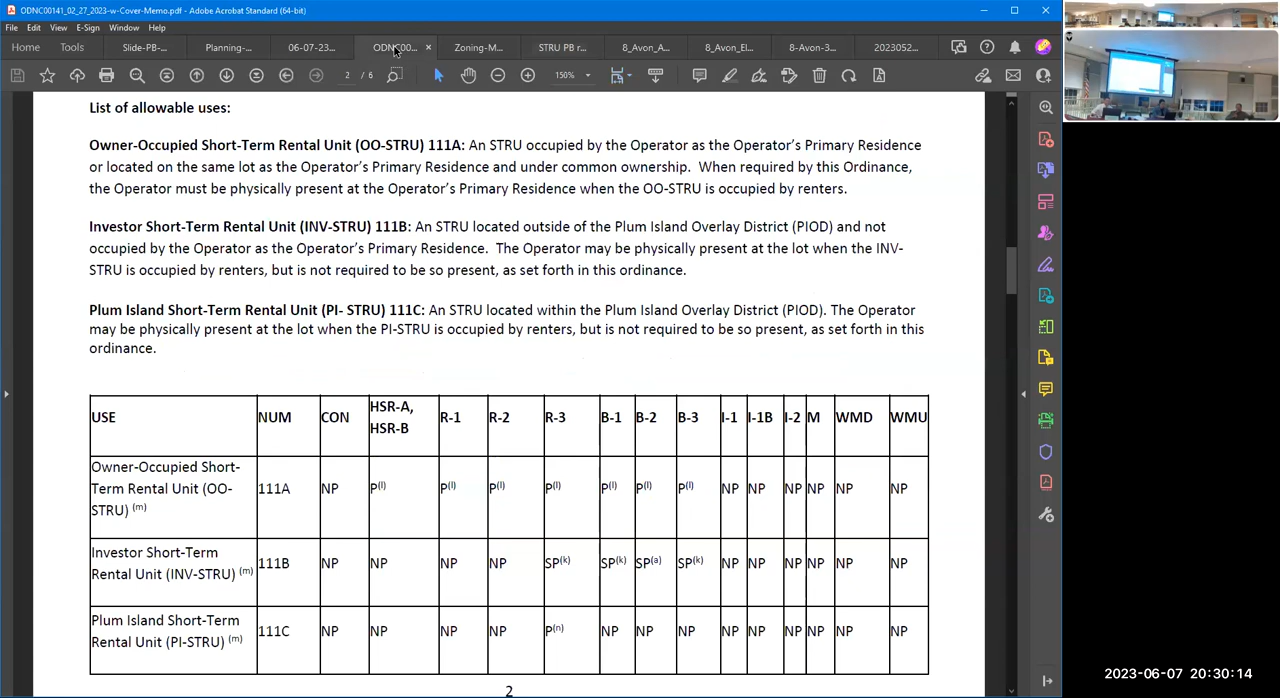 ODNC00141_02_27_2023-w-Cover-Memo.pdf - Adobe Acrobat Standard (64-bit)
File Edit View E-Sign Window Help
Home Tools Slide-PB-... Planning-... 06-07-23... ODNC00... × Zoning-M... STRU PB r... 8_Avon_A... 8_Avon_El... 8-Avon-3... 2023052...
2 / 6 150%
List of allowable uses:
Owner-Occupied Short-Term Rental Unit (OO-STRU) 111A: An STRU occupied by the Operator as the Operator's Primary Residence
or located on the same lot as the Operator's Primary Residence and under common ownership. When required by this Ordinance,
the Operator must be physically present at the Operator's Primary Residence when the OO-STRU is occupied by renters.
Investor Short-Term Rental Unit (INV-STRU) 111B: An STRU located outside of the Plum Island Overlay District (PIOD) and not
occupied by the Operator as the Operator's Primary Residence. The Operator may be physically present at the lot when the INV-
STRU is occupied by renters, but is not required to be so present, as set forth in this ordinance.
Plum Island Short-Term Rental Unit (PI- STRU) 111C: An STRU located within the Plum Island Overlay District (PIOD). The Operator
may be physically present at the lot when the PI-STRU is occupied by renters, but is not required to be so present, as set forth in this
ordinance.
USE NUM CON HSR-A, HSR-B R-1 R-2 R-3 B-1 B-2 B-3 I-1 I-1B I-2 M WMD WMU
Owner-Occupied Short-
Term Rental Unit (OO- 111A NP P(l) P(l) P(l) P(l) P(l) P(l) P(l) NP NP NP NP NP NP
STRU) (m)
Investor Short-Term
Rental Unit (INV-STRU) (m) 111B NP NP NP NP SP(k) SP(k) SP(a) SP(k) NP NP NP NP NP NP
Plum Island Short-Term
Rental Unit (PI-STRU) (m) 111C NP NP NP NP P(n) NP NP NP NP NP NP NP NP NP
2
2023-06-07 20:30:14